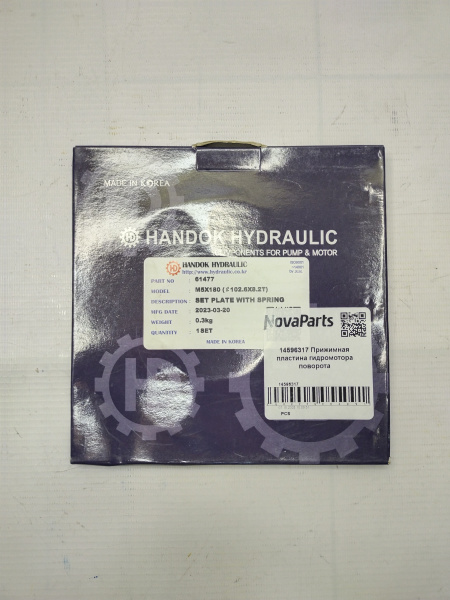 MADE IN KOREA
HANDOK HYDRAULIC
COMPONENTS FOR PUMP & MOTOR
HANDOK HYDRAULIC
http://www.hydraulic.co.kr
PART NO 61477
MODEL M5X180 (￡102.6X8.2T)
DESCRIPTION : SET PLATE WITH SPRING
MFG DATE 2023-03-20
WEIGHT 0.3kg
QUANTITY 1SET
MADE IN KOREA
NovaParts
14596317 Прижимная
пластина гидромотора
поворота
14596317
PCS